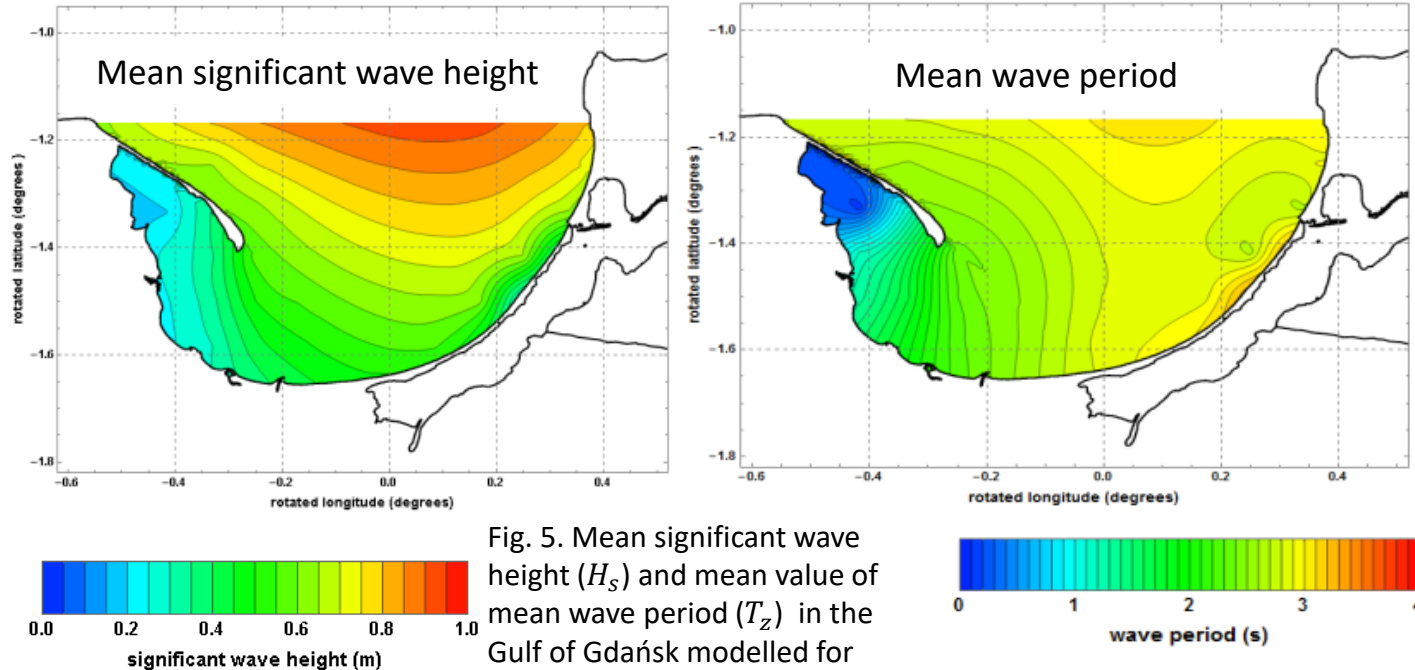 Mean significant wave height
−1.0
−1.2
−1.4
−1.6
−1.8
rotated latitude (degrees )
−0.6 −0.4 −0.2 0.0 0.2 0.4
rotated longitude (degrees)
Mean wave period
−1.0
−1.2
−1.4
−1.6
−1.8
rotated latitude (degrees )
−0.6 −0.4 −0.2 0.0 0.2 0.4
rotated longitude (degrees)
0.0 0.2 0.4 0.6 0.8 1.0
significant wave height (m)
Fig. 5. Mean significant wave
height (Hₛ) and mean value of
mean wave period (T_z) in the
Gulf of Gdańsk modelled for
0 1 2 3 4
wave period (s)